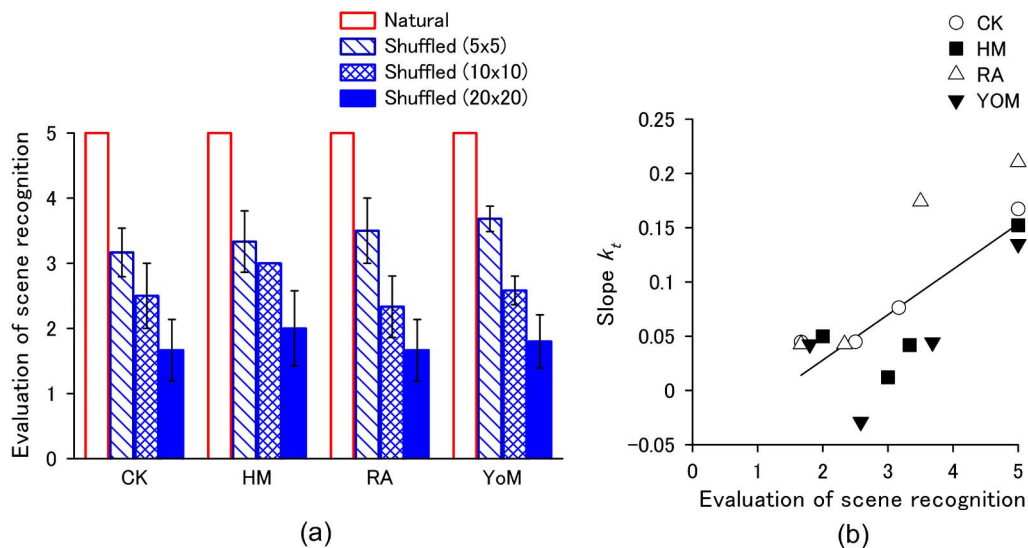 Natural
Shuffled (5x5)
Shuffled (10x10)
Shuffled (20x20)
Evaluation of scene recognition
5
4
3
2
1
0
CK
HM
RA
YoM
(a)
CK
HM
RA
YOM
Slope k_t
0.25
0.2
0.15
0.1
0.05
0
−0.05
0 1 2 3 4 5
Evaluation of scene recognition
(b)